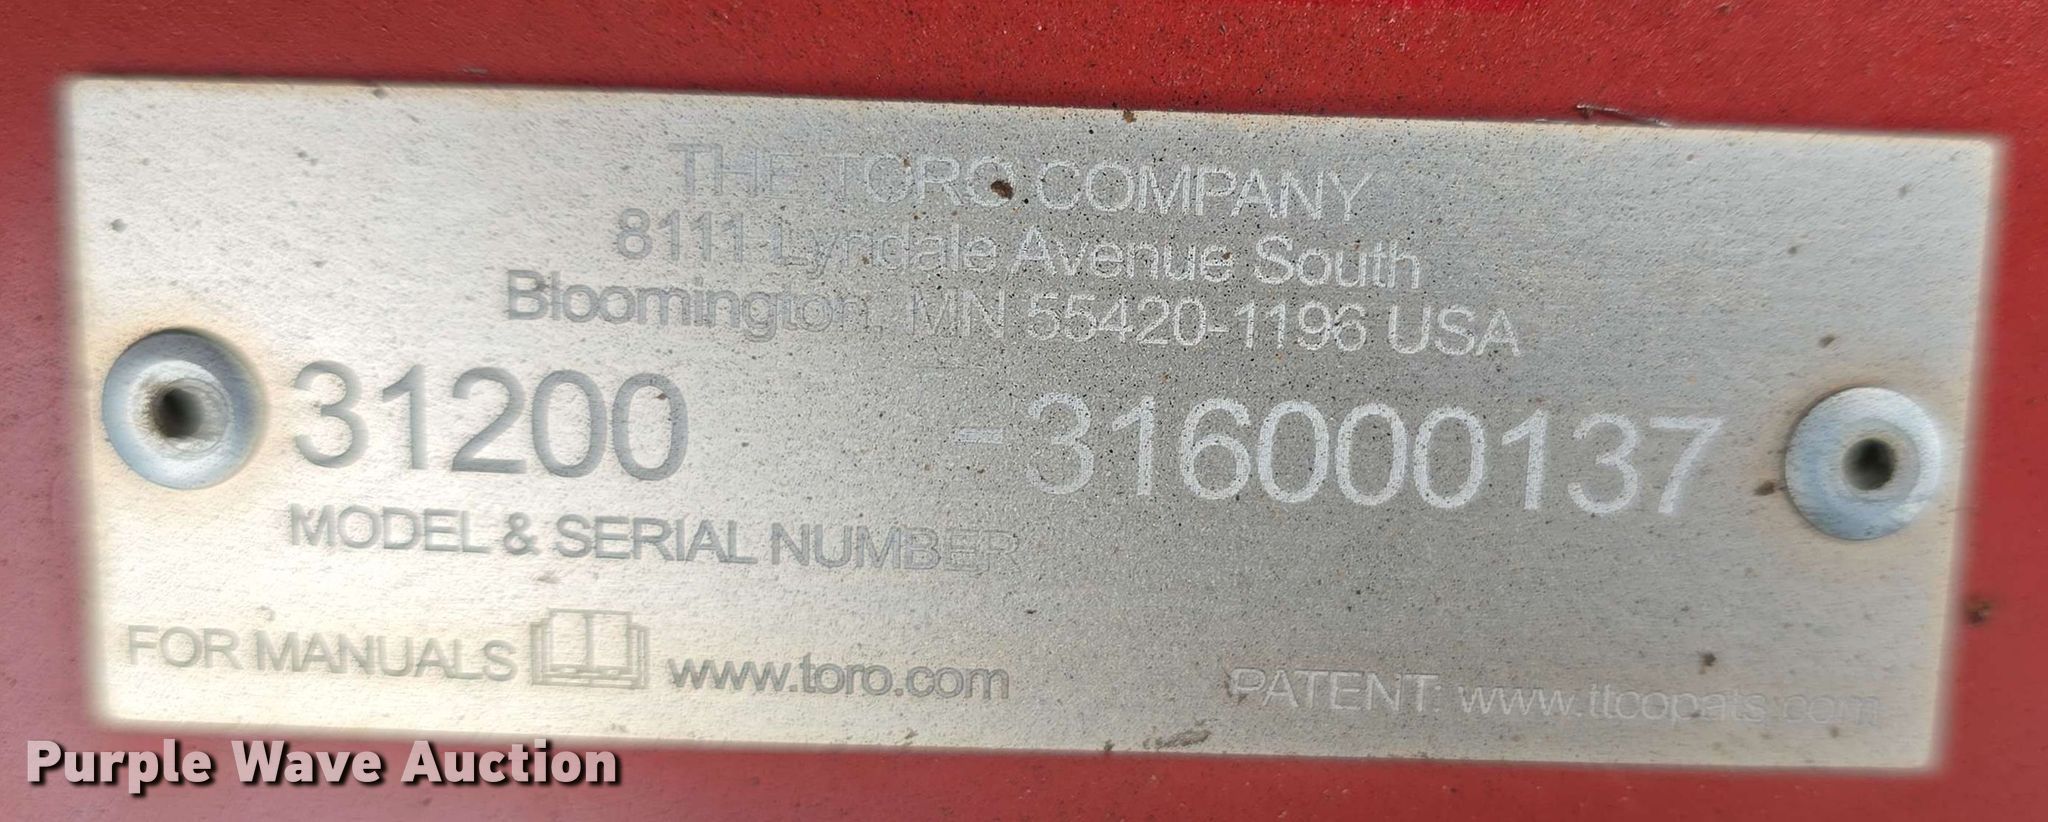 THE TORO COMPANY
8111 Lyndale Avenue South
Bloomington, MN 55420-1196 USA
31200 -316000137
MODEL & SERIAL NUMBER
FOR MANUALS www.toro.com PATENT: www.ttcopats.com
Purple Wave Auction